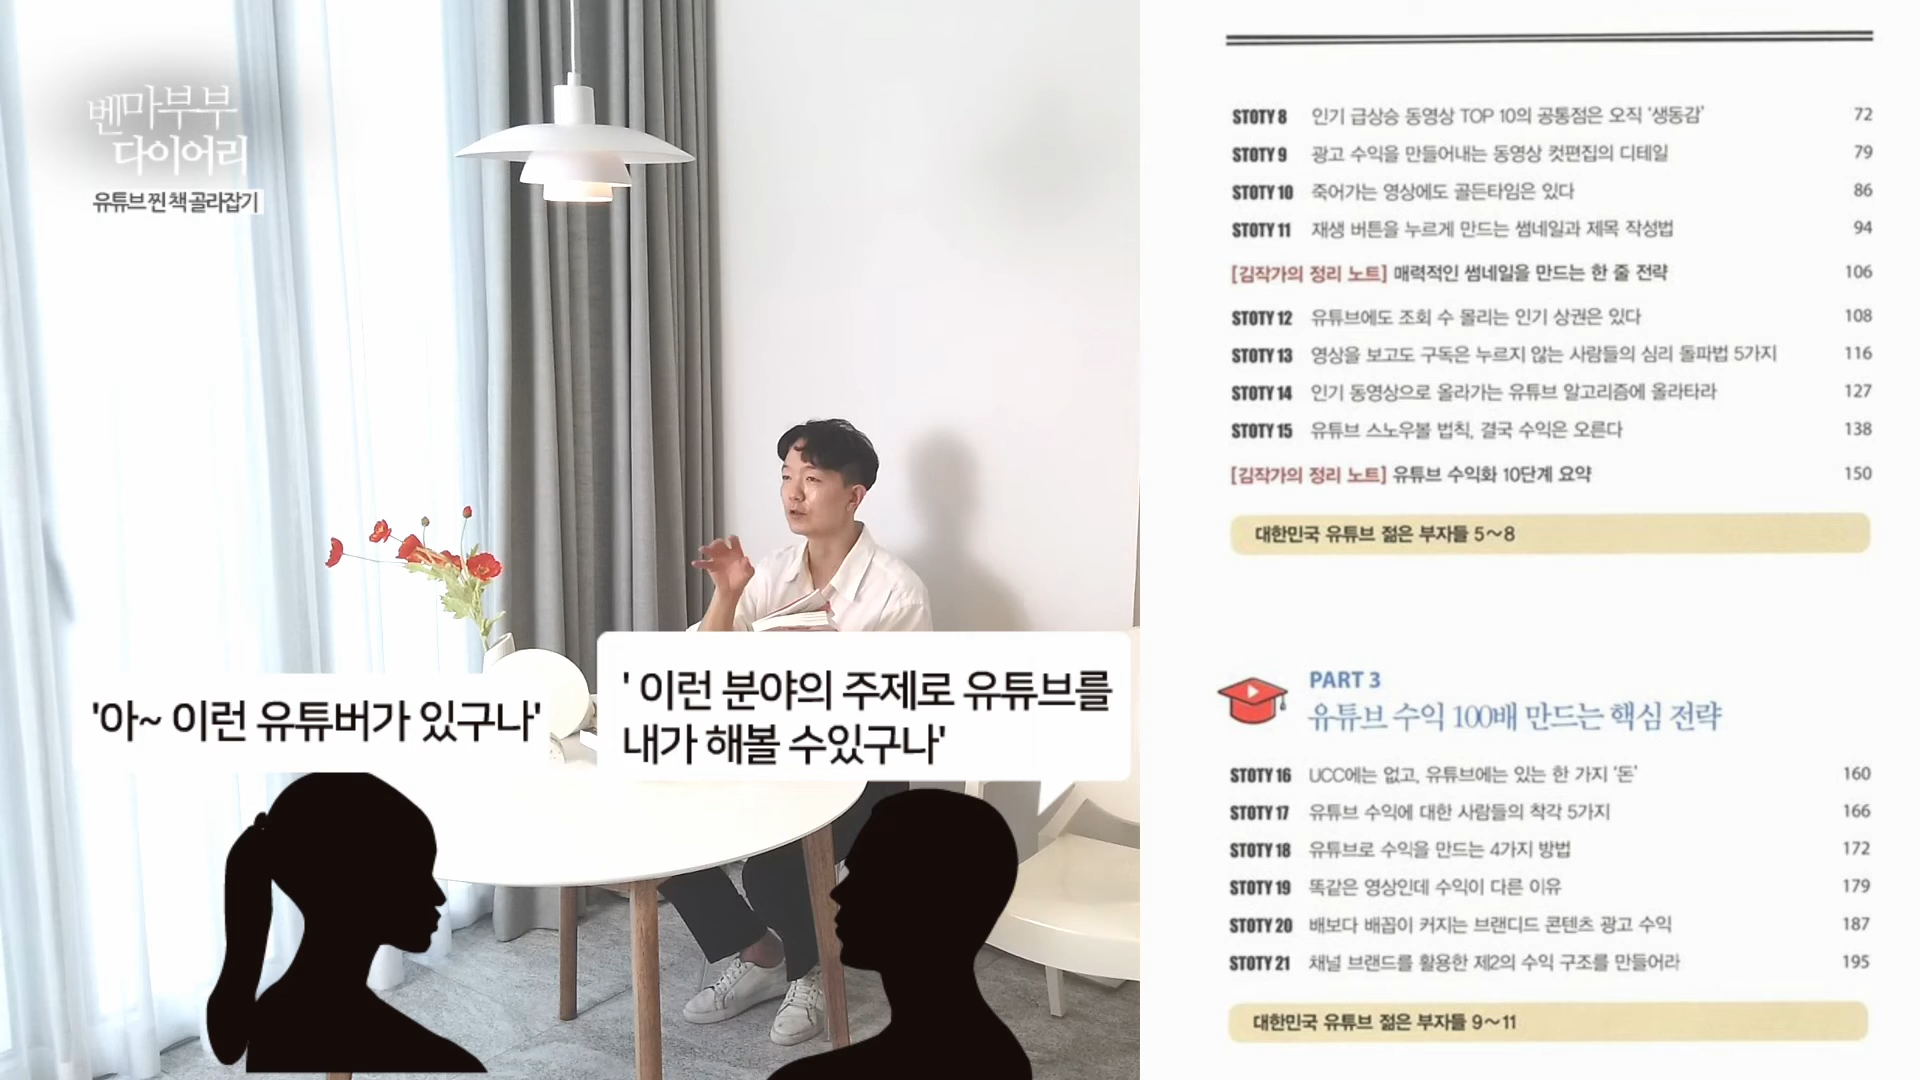 벤마부부
다이어리
유튜브 찐 책 골라잡기
'아~ 이런 유튜버가 있구나'
' 이런 분야의 주제로 유튜브를
내가 해볼 수있구나'
STOTY 8 인기 급상승 동영상 TOP 10의 공통점은 오직 '생동감' 72
STOTY 9 광고 수익을 만들어내는 동영상 컷편집의 디테일 79
STOTY 10 죽어가는 영상에도 골든타임은 있다 86
STOTY 11 재생 버튼을 누르게 만드는 썸네일과 제목 작성법 94
[김작가의 정리 노트] 매력적인 썸네일을 만드는 한 줄 전략 106
STOTY 12 유튜브에도 조회 수 몰리는 인기 상권은 있다 108
STOTY 13 영상을 보고도 구독은 누르지 않는 사람들의 심리 돌파법 5가지 116
STOTY 14 인기 동영상으로 올라가는 유튜브 알고리즘에 올라타라 127
STOTY 15 유튜브 스노우볼 법칙, 결국 수익은 오른다 138
[김작가의 정리 노트] 유튜브 수익화 10단계 요약 150
대한민국 유튜브 젊은 부자들 5~8
PART 3
유튜브 수익 100배 만드는 핵심 전략
STOTY 16 UCC에는 없고, 유튜브에는 있는 한 가지 '돈' 160
STOTY 17 유튜브 수익에 대한 사람들의 착각 5가지 166
STOTY 18 유튜브로 수익을 만드는 4가지 방법 172
STOTY 19 똑같은 영상인데 수익이 다른 이유 179
STOTY 20 배보다 배꼽이 커지는 브랜디드 콘텐츠 광고 수익 187
STOTY 21 채널 브랜드를 활용한 제2의 수익 구조를 만들어라 195
대한민국 유튜브 젊은 부자들 9~11